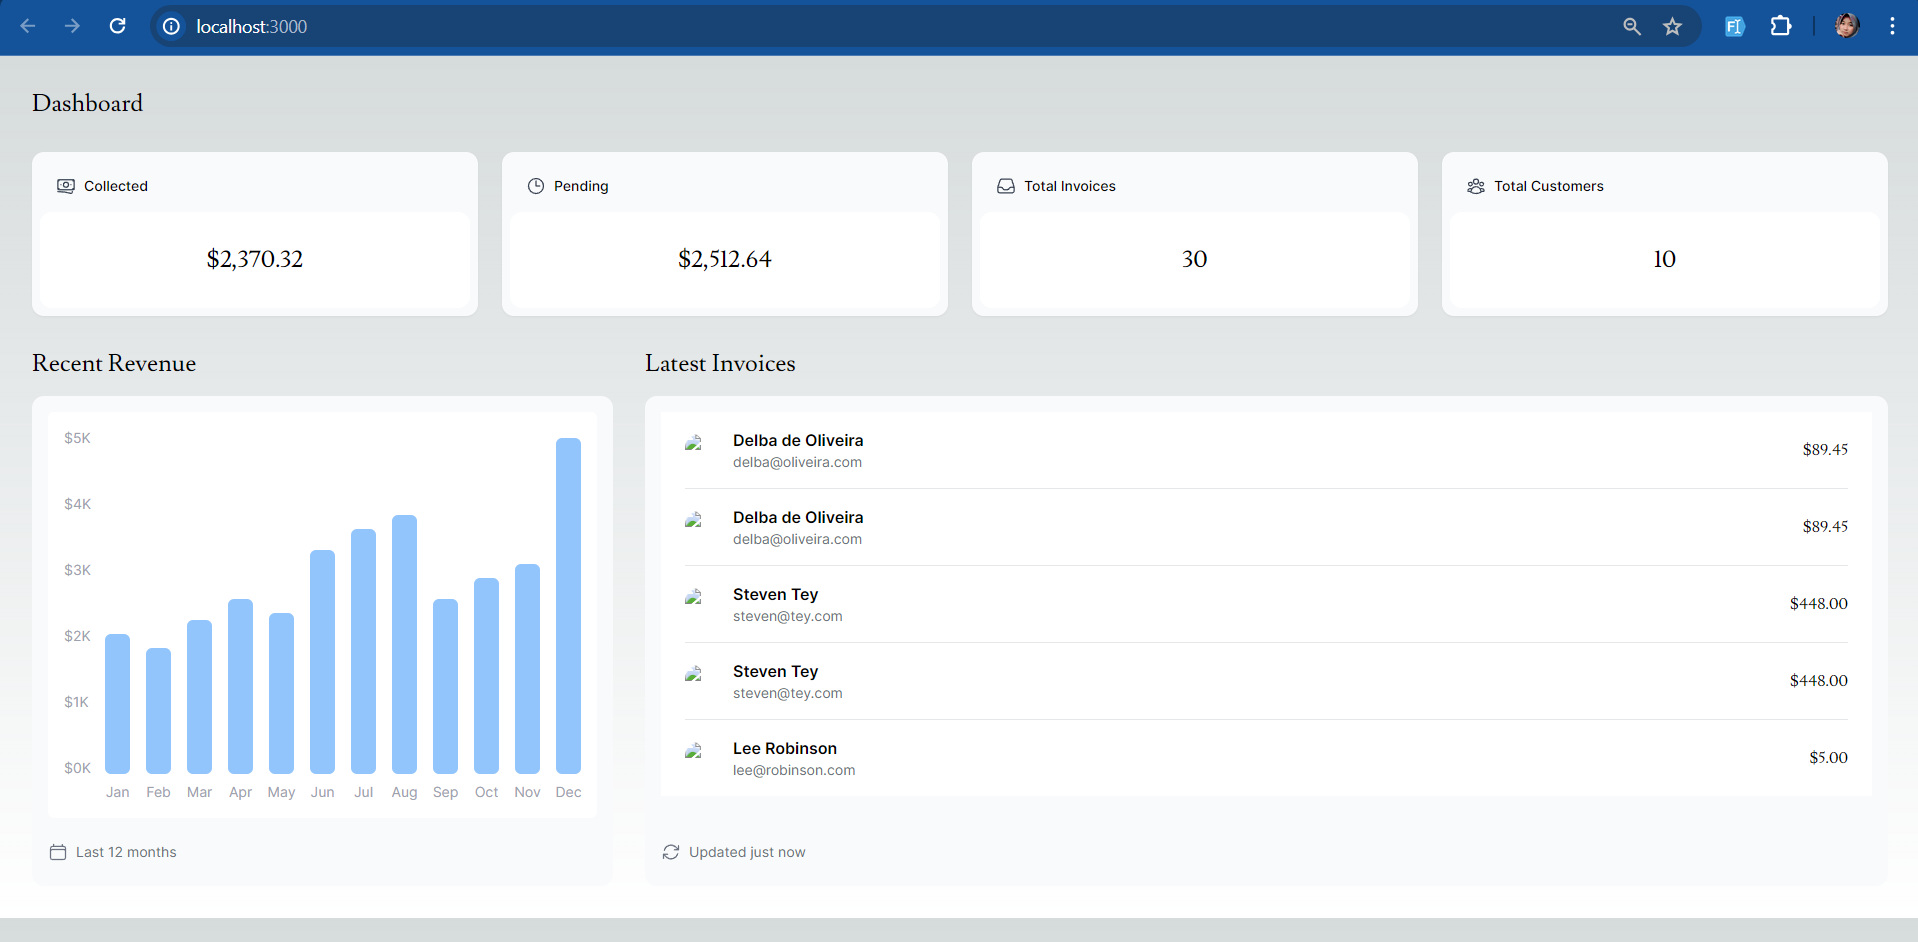 localhost:3000
FI
Dashboard
Collected
$2,370.32
Pending
$2,512.64
Total Invoices
30
Total Customers
10
Recent Revenue
$5K
$4K
$3K
$2K
$1K
$0K
Jan Feb Mar Apr May Jun Jul Aug Sep Oct Nov Dec
Last 12 months
Latest Invoices
Delba de Oliveira
delba@oliveira.com
$89.45
Delba de Oliveira
delba@oliveira.com
$89.45
Steven Tey
steven@tey.com
$448.00
Steven Tey
steven@tey.com
$448.00
Lee Robinson
lee@robinson.com
$5.00
Updated just now